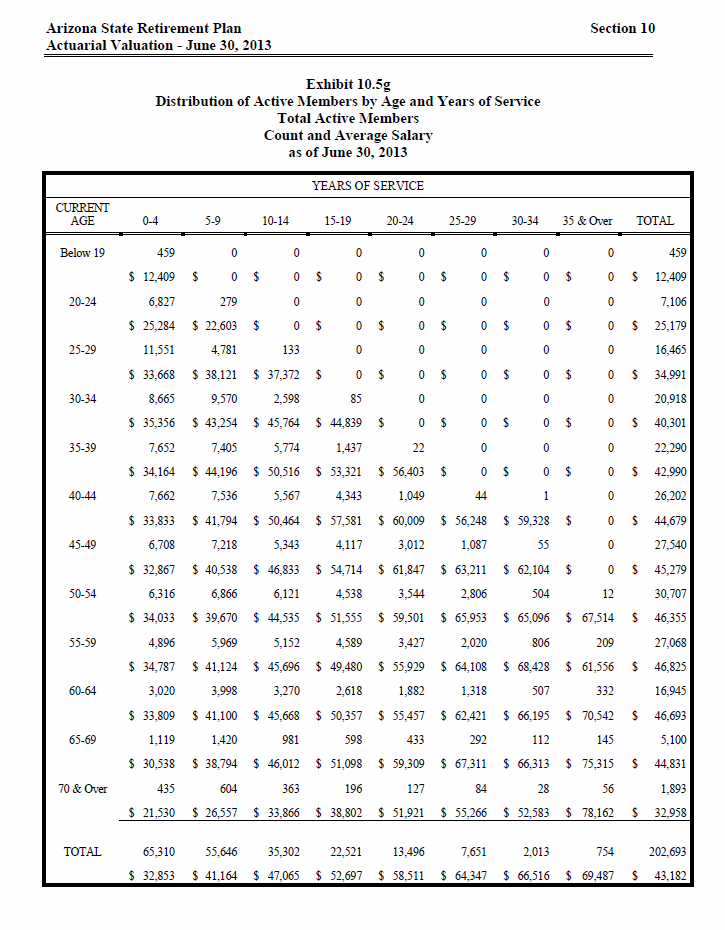 Arizona State Retirement Plan Section 10
Actuarial Valuation - June 30, 2013
Exhibit 10.5g
Distribution of Active Members by Age and Years of Service
Total Active Members
Count and Average Salary
as of June 30, 2013
YEARS OF SERVICE
CURRENT
AGE 0-4 5-9 10-14 15-19 20-24 25-29 30-34 35 & Over TOTAL
Below 19 459 0 0 0 0 0 0 0 459
$ 12,409 $ 0 $ 0 $ 0 $ 0 $ 0 $ 0 $ 0 $ 12,409
20-24 6,827 279 0 0 0 0 0 0 7,106
$ 25,284 $ 22,603 $ 0 $ 0 $ 0 $ 0 $ 0 $ 0 $ 25,179
25-29 11,551 4,781 133 0 0 0 0 0 16,465
$ 33,668 $ 38,121 $ 37,372 $ 0 $ 0 $ 0 $ 0 $ 0 $ 34,991
30-34 8,665 9,570 2,598 85 0 0 0 0 20,918
$ 35,356 $ 43,254 $ 45,764 $ 44,839 $ 0 $ 0 $ 0 $ 0 $ 40,301
35-39 7,652 7,405 5,774 1,437 22 0 0 0 22,290
$ 34,164 $ 44,196 $ 50,516 $ 53,321 $ 56,403 $ 0 $ 0 $ 0 $ 42,990
40-44 7,662 7,536 5,567 4,343 1,049 44 1 0 26,202
$ 33,833 $ 41,794 $ 50,464 $ 57,581 $ 60,009 $ 56,248 $ 59,328 $ 0 $ 44,679
45-49 6,708 7,218 5,343 4,117 3,012 1,087 55 0 27,540
$ 32,867 $ 40,538 $ 46,833 $ 54,714 $ 61,847 $ 63,211 $ 62,104 $ 0 $ 45,279
50-54 6,316 6,866 6,121 4,538 3,544 2,806 504 12 30,707
$ 34,033 $ 39,670 $ 44,535 $ 51,555 $ 59,501 $ 65,953 $ 65,096 $ 67,514 $ 46,355
55-59 4,896 5,969 5,152 4,589 3,427 2,020 806 209 27,068
$ 34,787 $ 41,124 $ 45,696 $ 49,480 $ 55,929 $ 64,108 $ 68,428 $ 61,556 $ 46,825
60-64 3,020 3,998 3,270 2,618 1,882 1,318 507 332 16,945
$ 33,809 $ 41,100 $ 45,668 $ 50,357 $ 55,457 $ 62,421 $ 66,195 $ 70,542 $ 46,693
65-69 1,119 1,420 981 598 433 292 112 145 5,100
$ 30,538 $ 38,794 $ 46,012 $ 51,098 $ 59,309 $ 67,311 $ 66,313 $ 75,315 $ 44,831
70 & Over 435 604 363 196 127 84 28 56 1,893
$ 21,530 $ 26,557 $ 33,866 $ 38,802 $ 51,921 $ 55,266 $ 52,583 $ 78,162 $ 32,958
TOTAL 65,310 55,646 35,302 22,521 13,496 7,651 2,013 754 202,693
$ 32,853 $ 41,164 $ 47,065 $ 52,697 $ 58,511 $ 64,347 $ 66,516 $ 69,487 $ 43,182